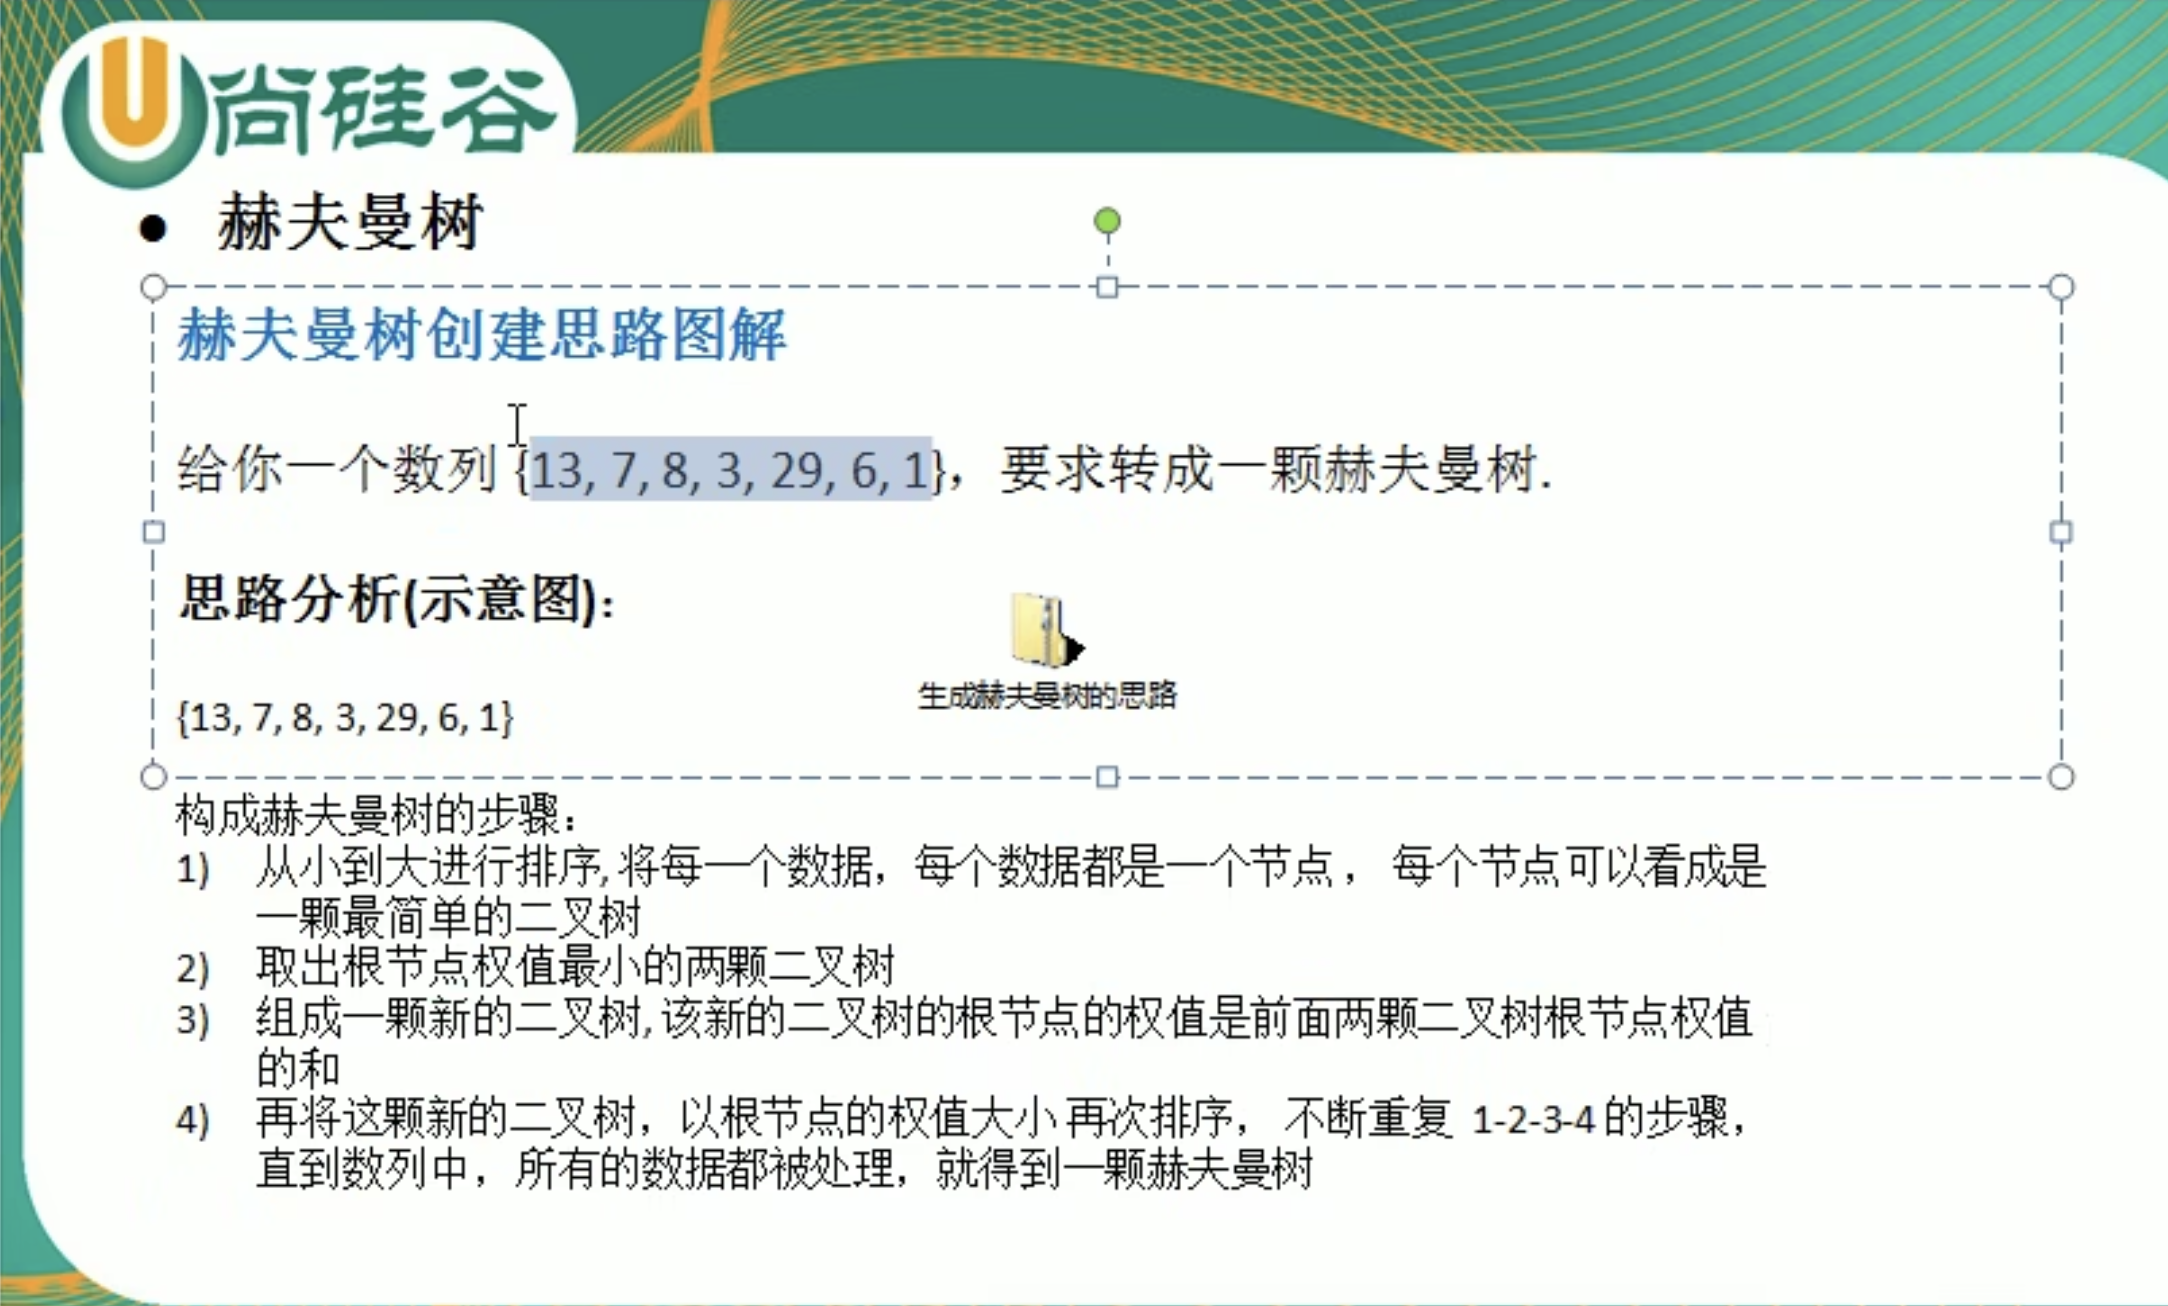 尚硅谷
● 赫夫曼树
赫夫曼树创建思路图解
给你一个数列 {13, 7, 8, 3, 29, 6, 1}，要求转成一颗赫夫曼树.
思路分析(示意图)：
生成赫夫曼树的思路
{13, 7, 8, 3, 29, 6, 1}
构成赫夫曼树的步骤：
1) 从小到大进行排序, 将每一个数据，每个数据都是一个节点 ， 每个节点可以看成是
一颗最简单的二叉树
2) 取出根节点权值最小的两颗二叉树
3) 组成一颗新的二叉树, 该新的二叉树的根节点的权值是前面两颗二叉树根节点权值
的和
4) 再将这颗新的二叉树，以根节点的权值大小 再次排序， 不断重复 1-2-3-4 的步骤，
直到数列中，所有的数据都被处理，就得到一颗赫夫曼树